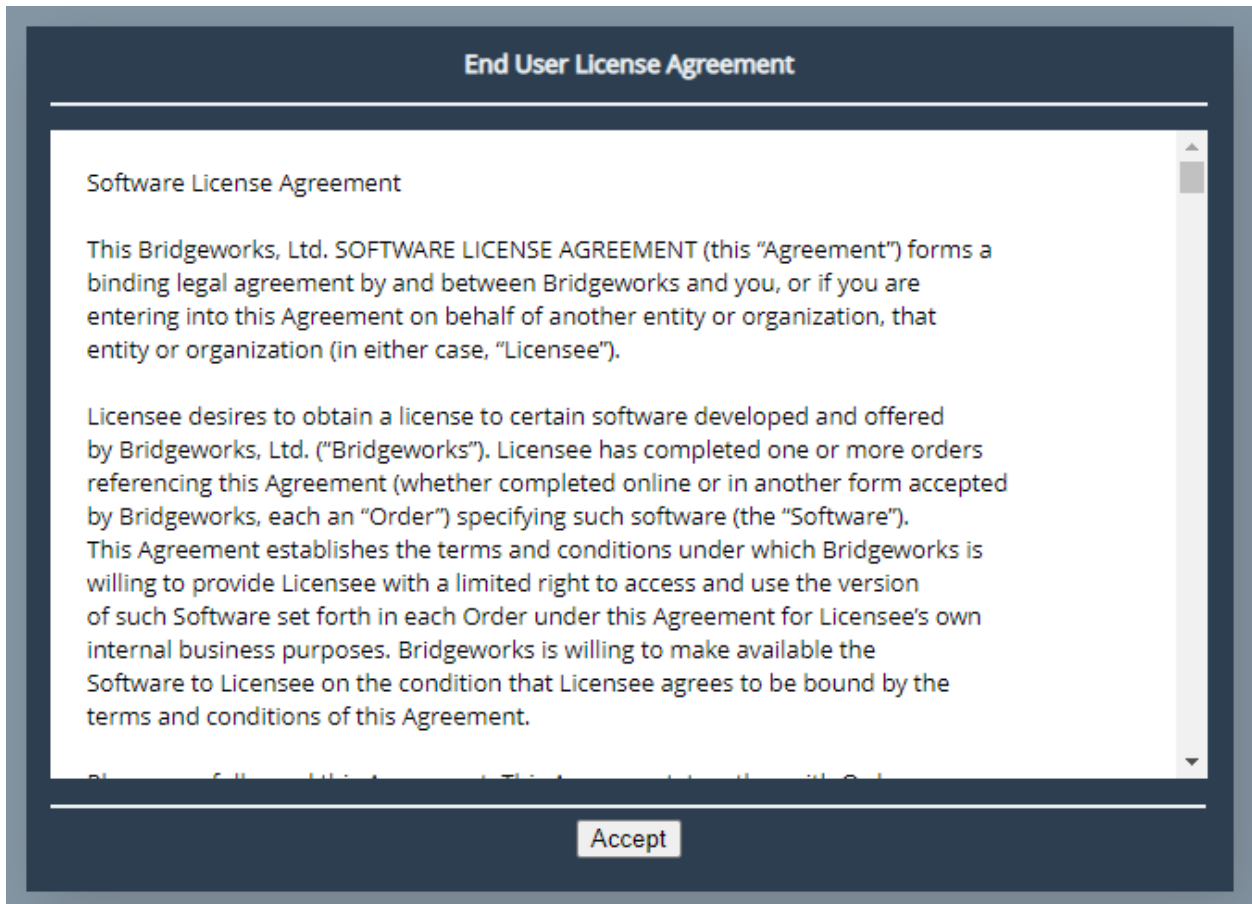 End User License Agreement
Software License Agreement
This Bridgeworks, Ltd. SOFTWARE LICENSE AGREEMENT (this “Agreement”) forms a
binding legal agreement by and between Bridgeworks and you, or if you are
entering into this Agreement on behalf of another entity or organization, that
entity or organization (in either case, “Licensee”).
Licensee desires to obtain a license to certain software developed and offered
by Bridgeworks, Ltd. (“Bridgeworks”). Licensee has completed one or more orders
referencing this Agreement (whether completed online or in another form accepted
by Bridgeworks, each an “Order”) specifying such software (the “Software”).
This Agreement establishes the terms and conditions under which Bridgeworks is
willing to provide Licensee with a limited right to access and use the version
of such Software set forth in each Order under this Agreement for Licensee’s own
internal business purposes. Bridgeworks is willing to make available the
Software to Licensee on the condition that Licensee agrees to be bound by the
terms and conditions of this Agreement.
Accept